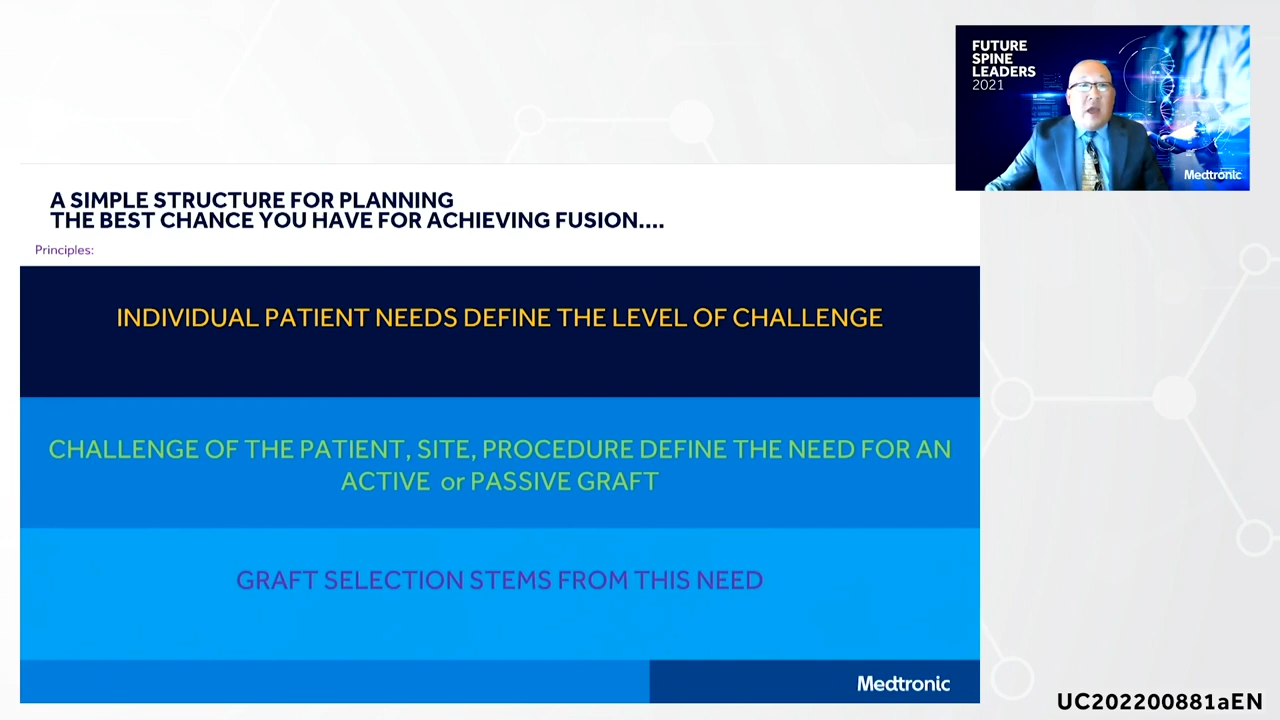 FUTURE
SPINE
LEADERS
2021
Medtronic
A SIMPLE STRUCTURE FOR PLANNING
THE BEST CHANCE YOU HAVE FOR ACHIEVING FUSION....
Principles:
INDIVIDUAL PATIENT NEEDS DEFINE THE LEVEL OF CHALLENGE
CHALLENGE OF THE PATIENT, SITE, PROCEDURE DEFINE THE NEED FOR AN
ACTIVE or PASSIVE GRAFT
GRAFT SELECTION STEMS FROM THIS NEED
Medtronic
UC202200881aEN